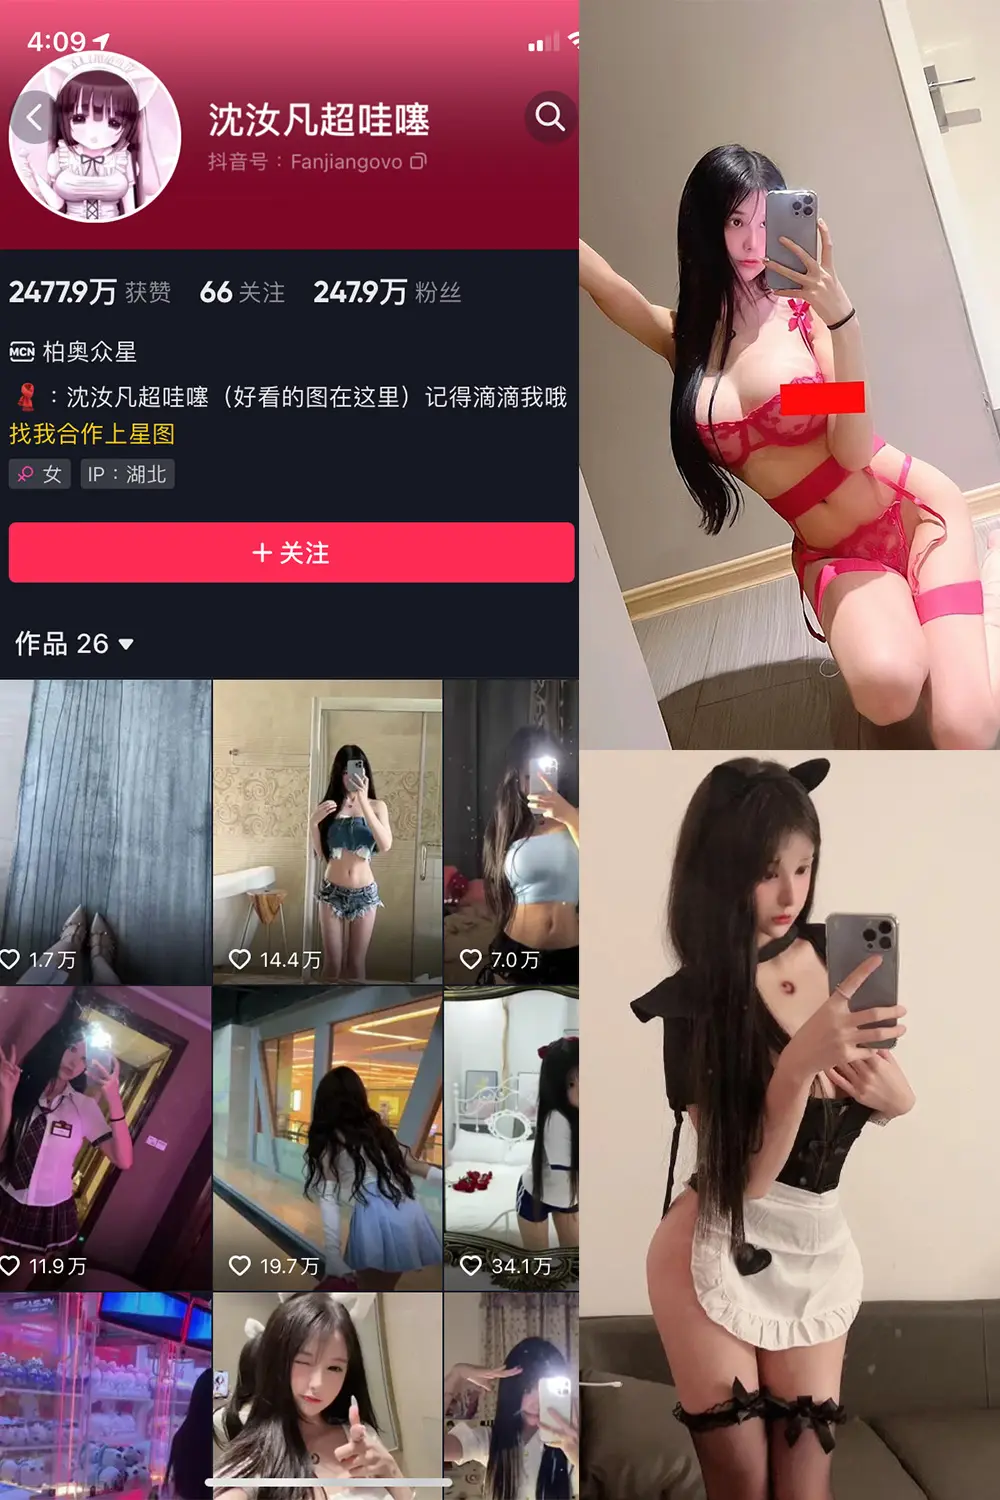 4:09
沈汝凡超哇噻
抖音号：Fanjiangovo
2477.9万 获赞 66 关注 247.9万 粉丝
MCN 柏奥众星
：沈汝凡超哇噻（好看的图在这里）记得滴滴我哦
找我合作上星图
女 IP：湖北
＋关注
作品 26
1.7万 14.4万 7.0万
11.9万 19.7万 34.1万